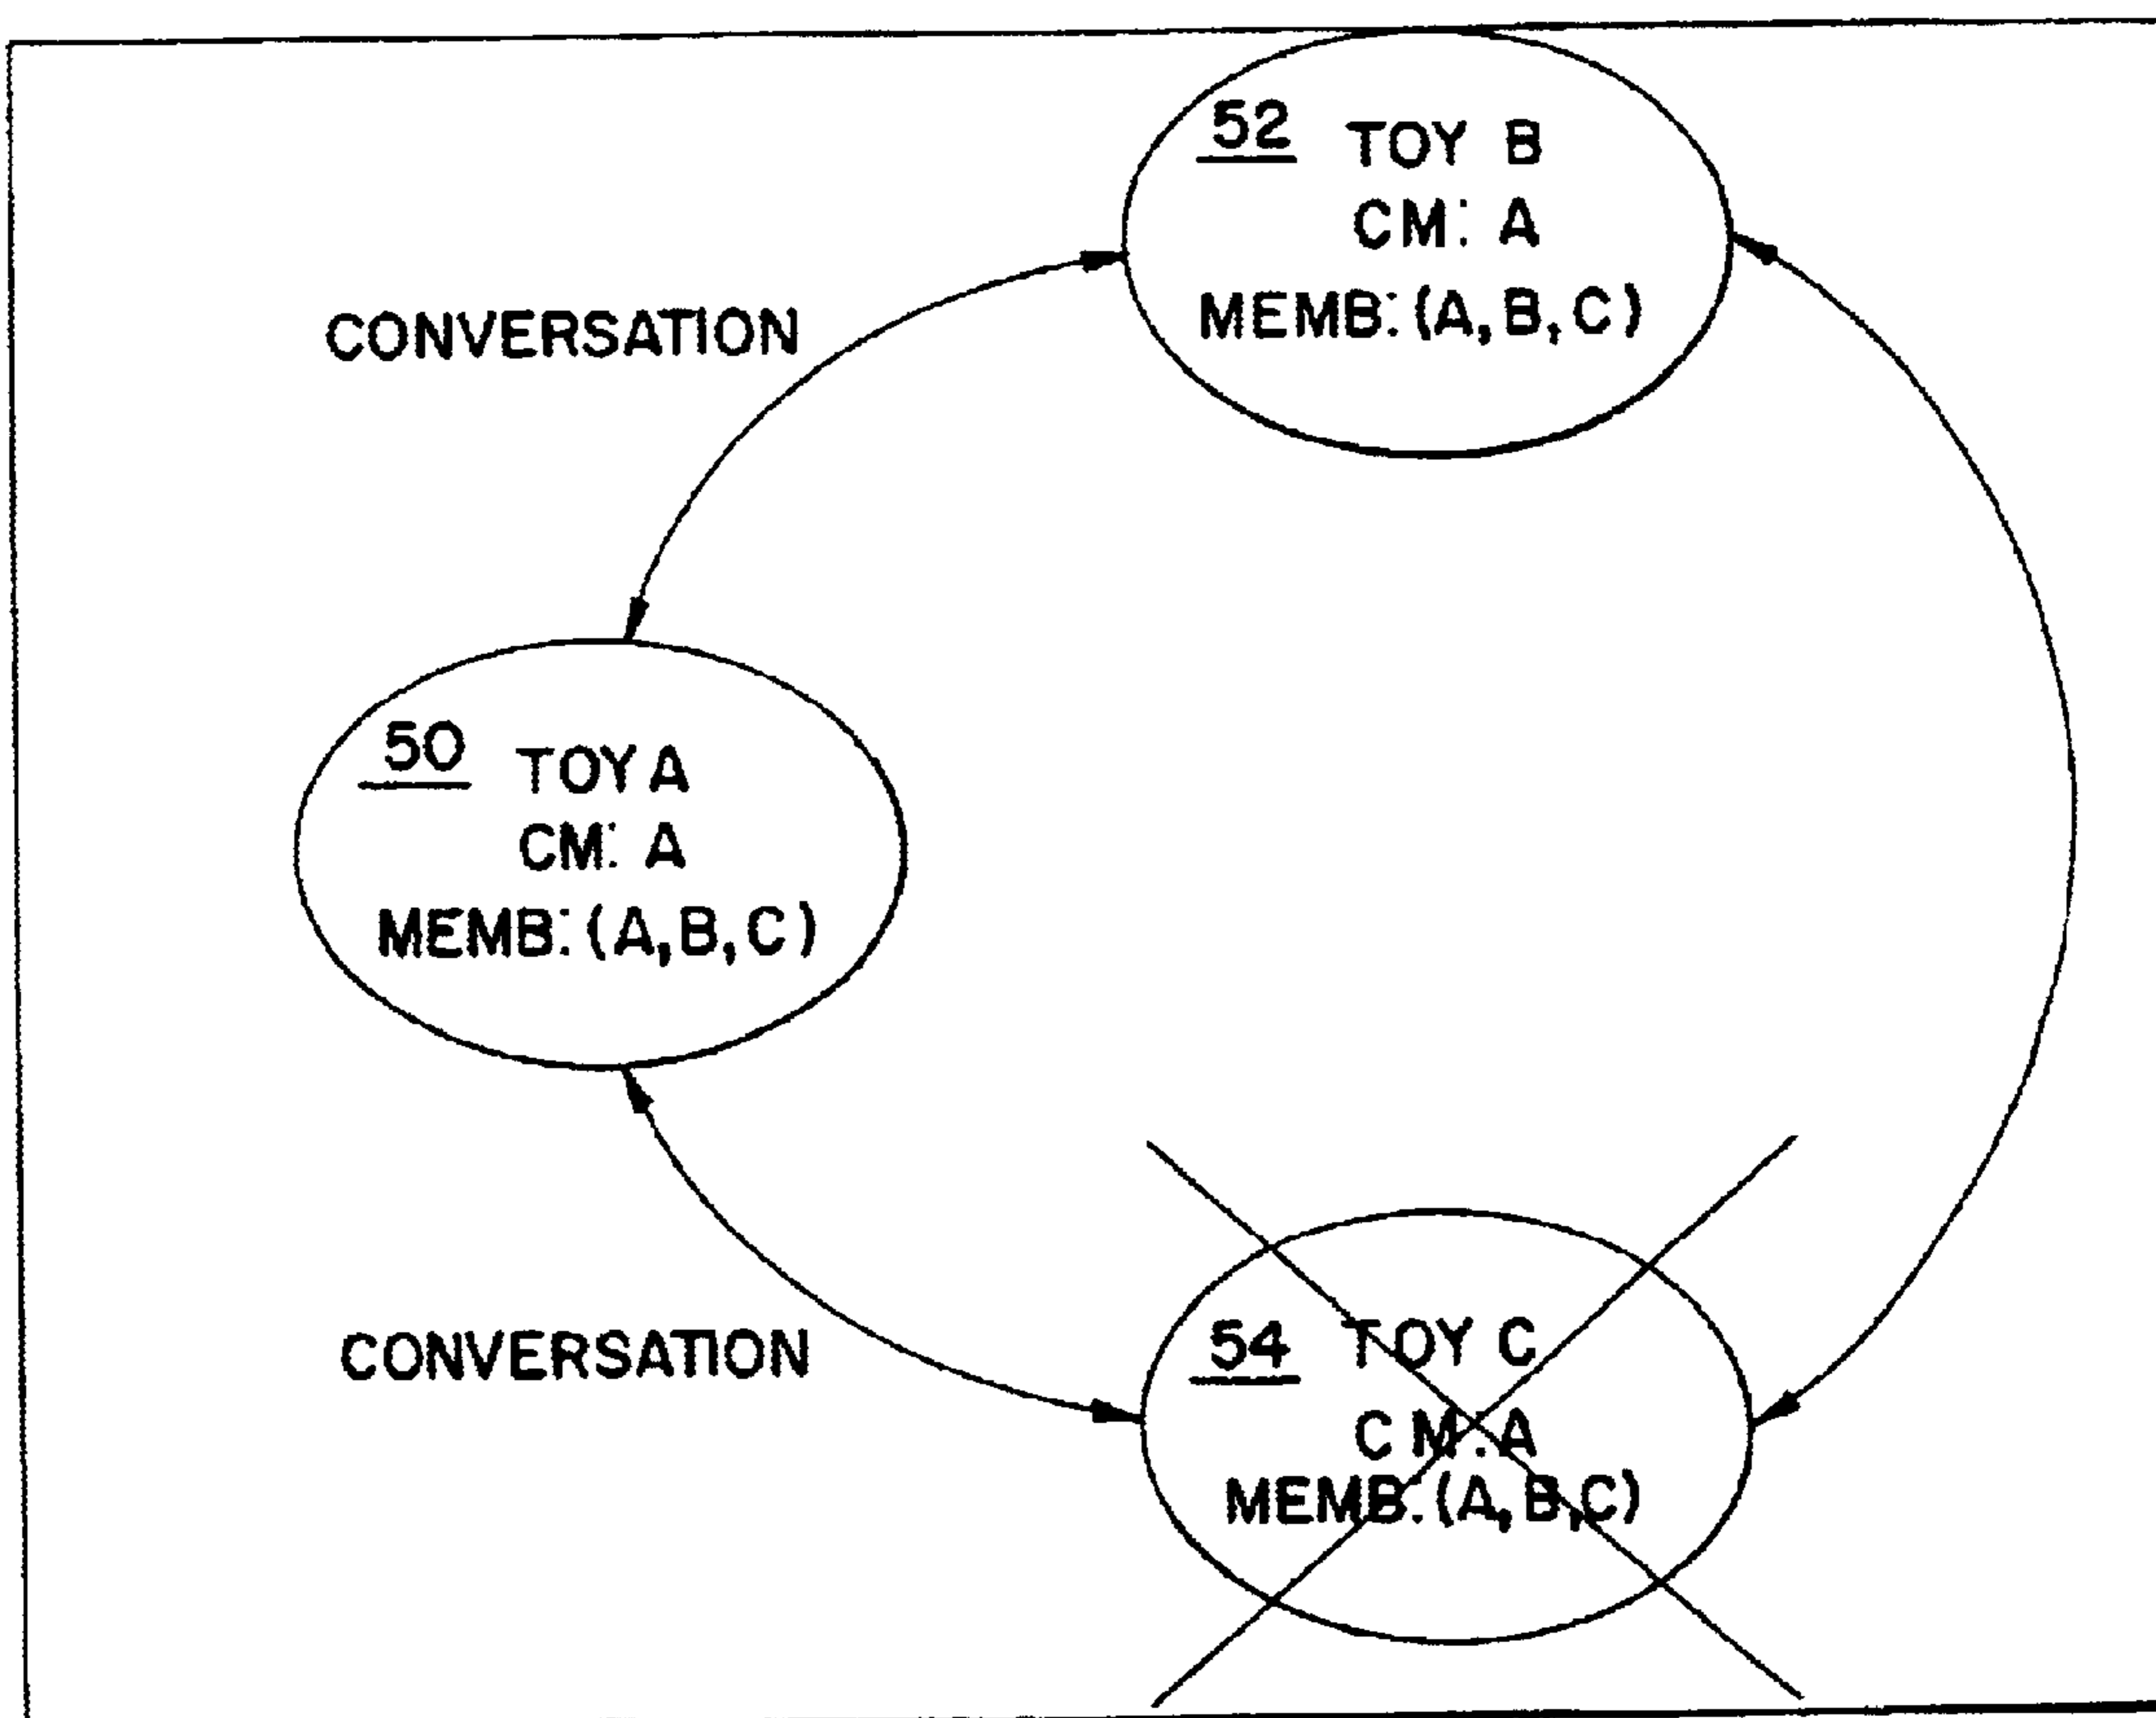 52 TOY B
CM: A
MEMB:(A,B,C)
CONVERSATION
50 TOY A
CM: A
MEMB:(A,B,C)
CONVERSATION
54 TOY C
CM:A
MEMB:(A,B,C)